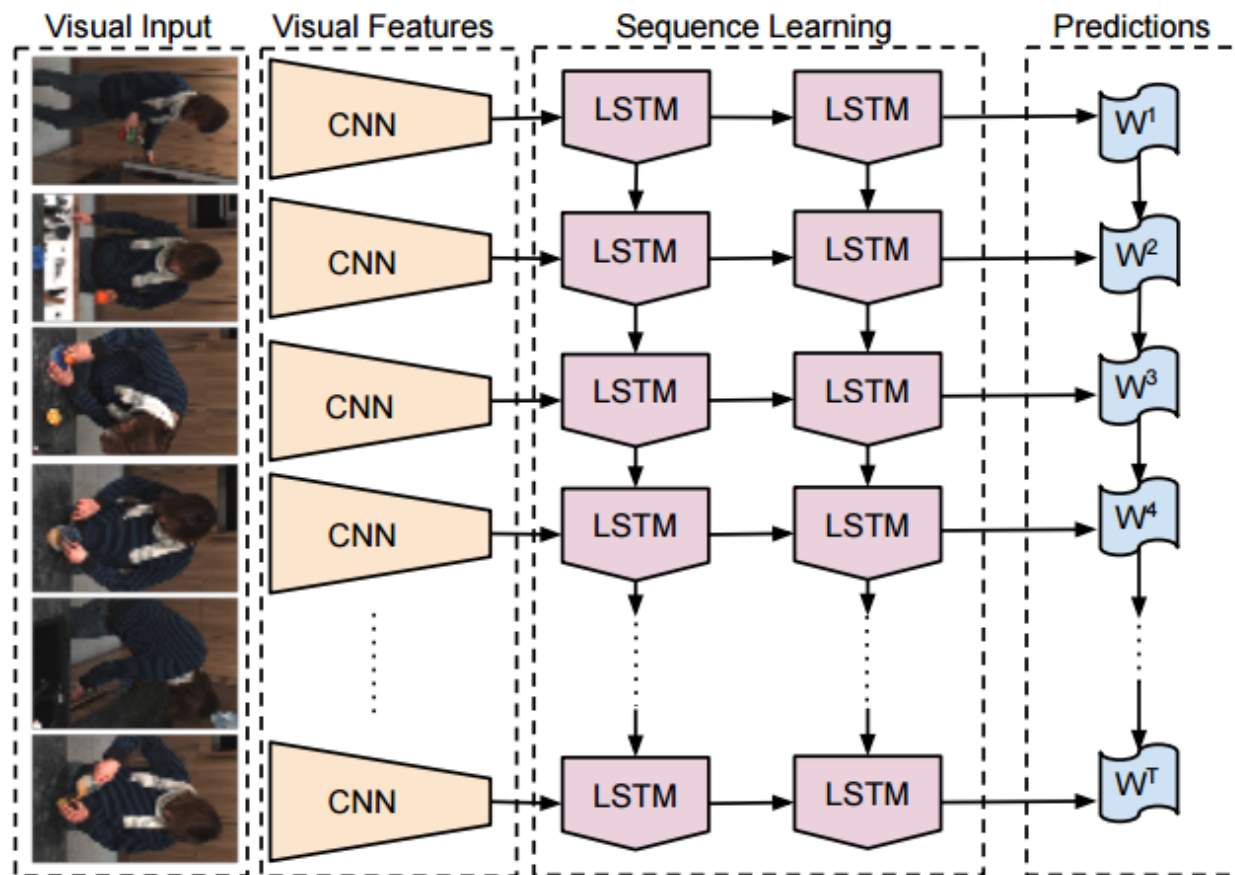 Visual Input Visual Features Sequence Learning Predictions
CNN LSTM LSTM W¹
CNN LSTM LSTM W²
CNN LSTM LSTM W³
CNN LSTM LSTM W⁴
CNN LSTM LSTM Wᵀ